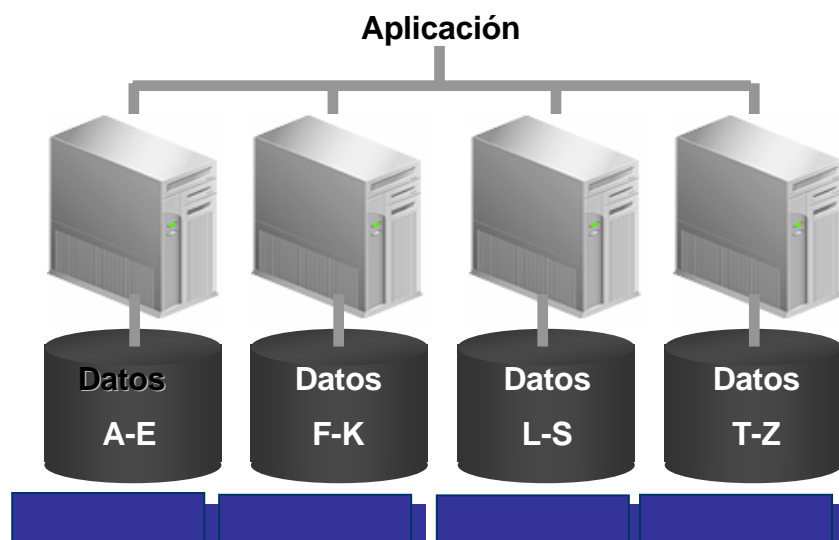 Aplicación
Datos
A-E
Datos
F-K
Datos
L-S
Datos
T-Z